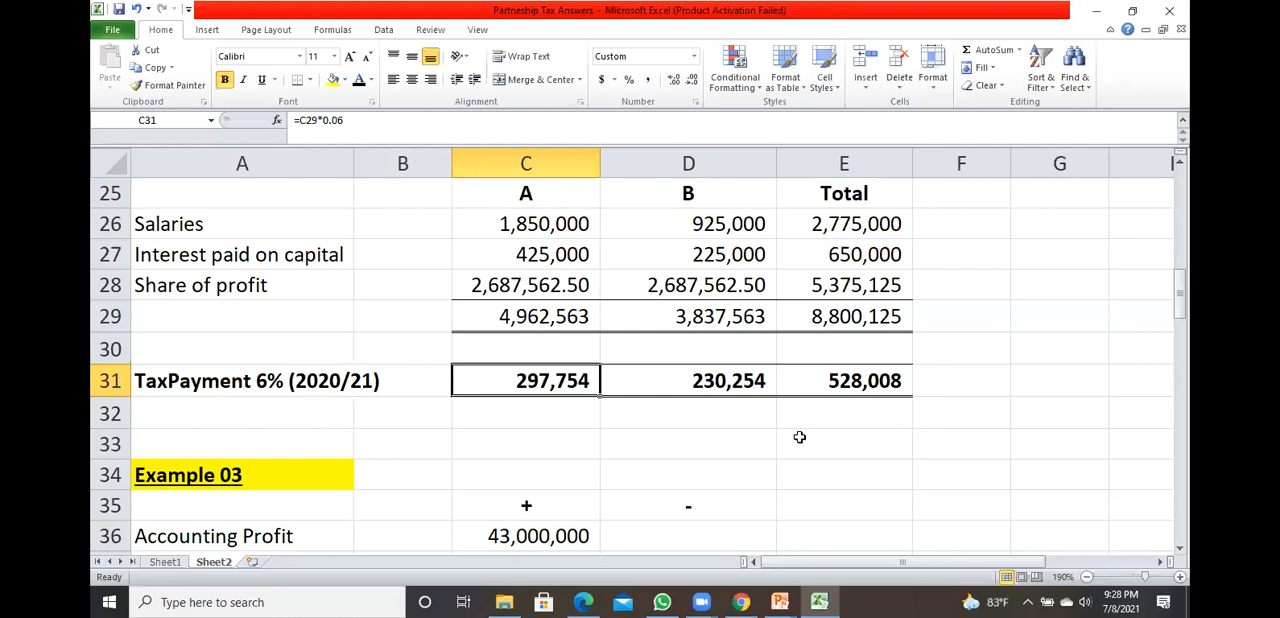 Partneship Tax Answers - Microsoft Excel (Product Activation Failed)
File Home Insert Page Layout Formulas Data Review View
Cut
Copy
Format Painter
Paste
Clipboard
Calibri 11
B I U
Font
Wrap Text
Merge & Center
Alignment
Custom
$ % ,
Number
Conditional Formatting
Format as Table
Cell Styles
Styles
Insert Delete Format
Cells
AutoSum
Fill
Clear
Sort & Filter
Find & Select
Editing
C31 fx =C29*0.06
A B C D E F G
25 A B Total
26 Salaries 1,850,000 925,000 2,775,000
27 Interest paid on capital 425,000 225,000 650,000
28 Share of profit 2,687,562.50 2,687,562.50 5,375,125
29 4,962,563 3,837,563 8,800,125
30
31 TaxPayment 6% (2020/21) 297,754 230,254 528,008
32
33
34 Example 03
35 + -
36 Accounting Profit 43,000,000
Sheet1 Sheet2
Ready 190%
Type here to search
83°F
9:28 PM
7/8/2021